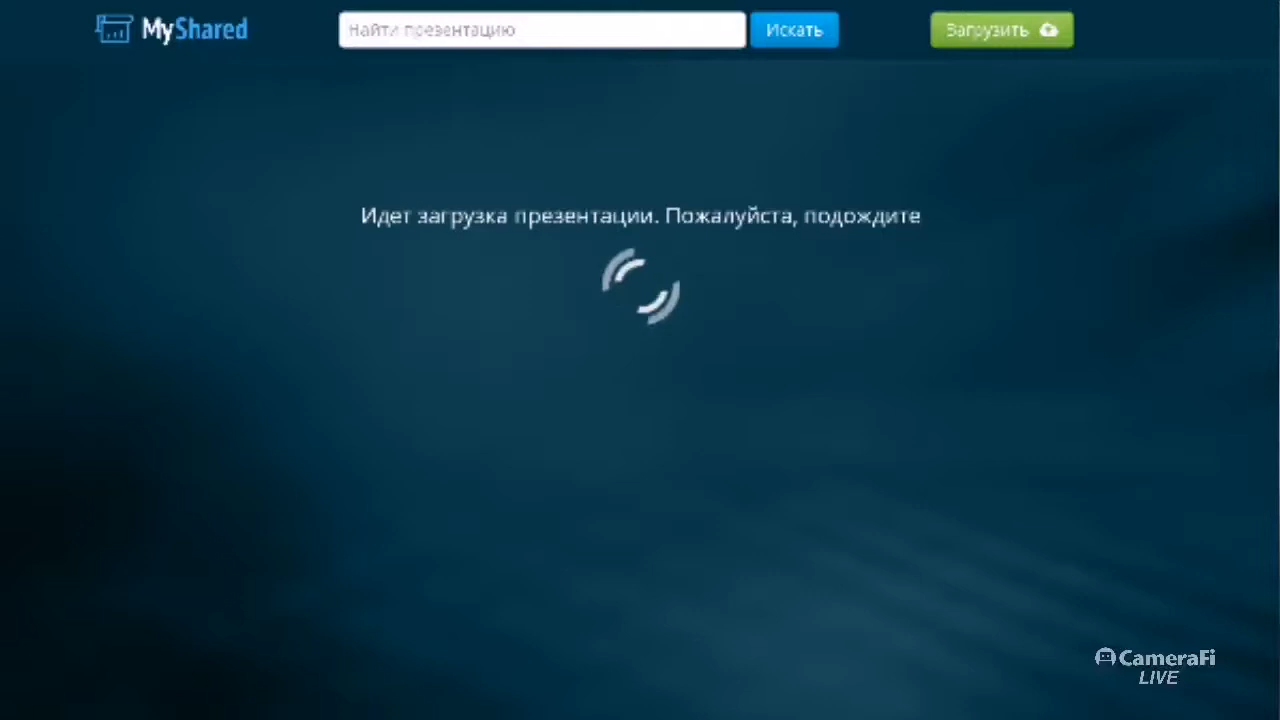 MyShared
Найти презентацию
Искать
Загрузить
Идет загрузка презентации. Пожалуйста, подождите
CameraFi
LIVE